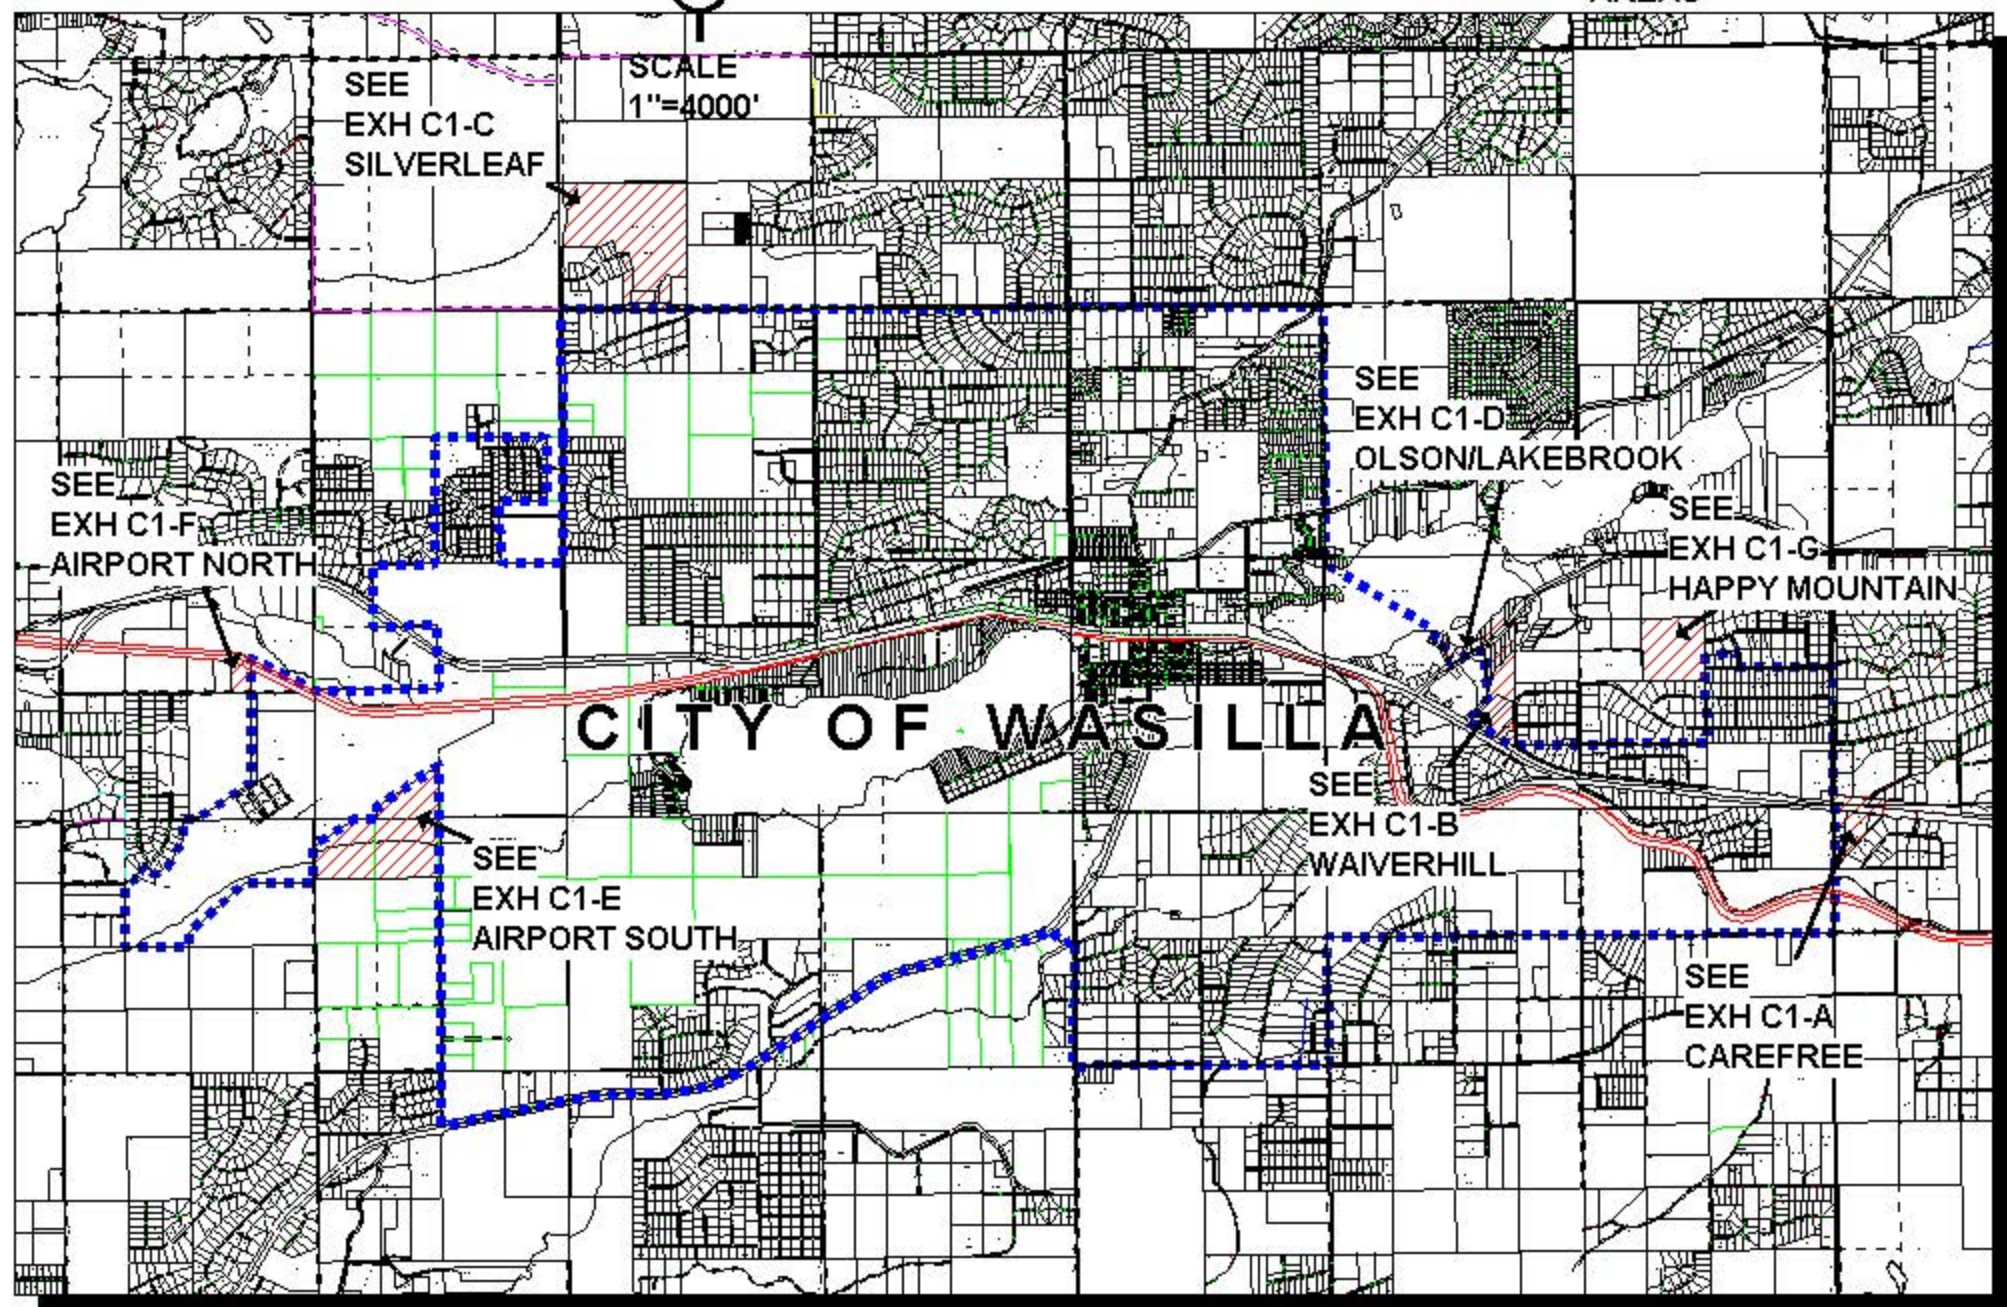 SCALE
1"=4000'
SEE
EXH C1-C
SILVERLEAF
SEE
EXH C1-D
OLSON/LAKEBROOK
SEE
EXH C1-F
AIRPORT NORTH
SEE
EXH C1-G
HAPPY MOUNTAIN
CITY OF WASILLA
SEE
EXH C1-B
WAIVERHILL
SEE
EXH C1-E
AIRPORT SOUTH
SEE
EXH C1-A
CAREFREE